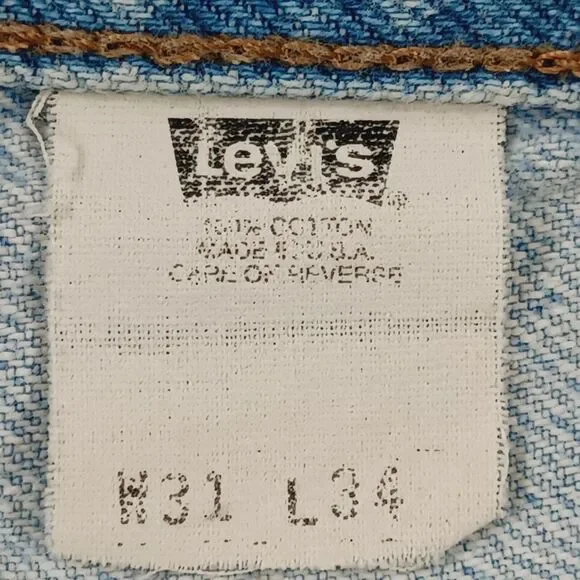 Levi's
®
100% COTTON
MADE IN U.S.A.
CARE ON REVERSE
W31 L34